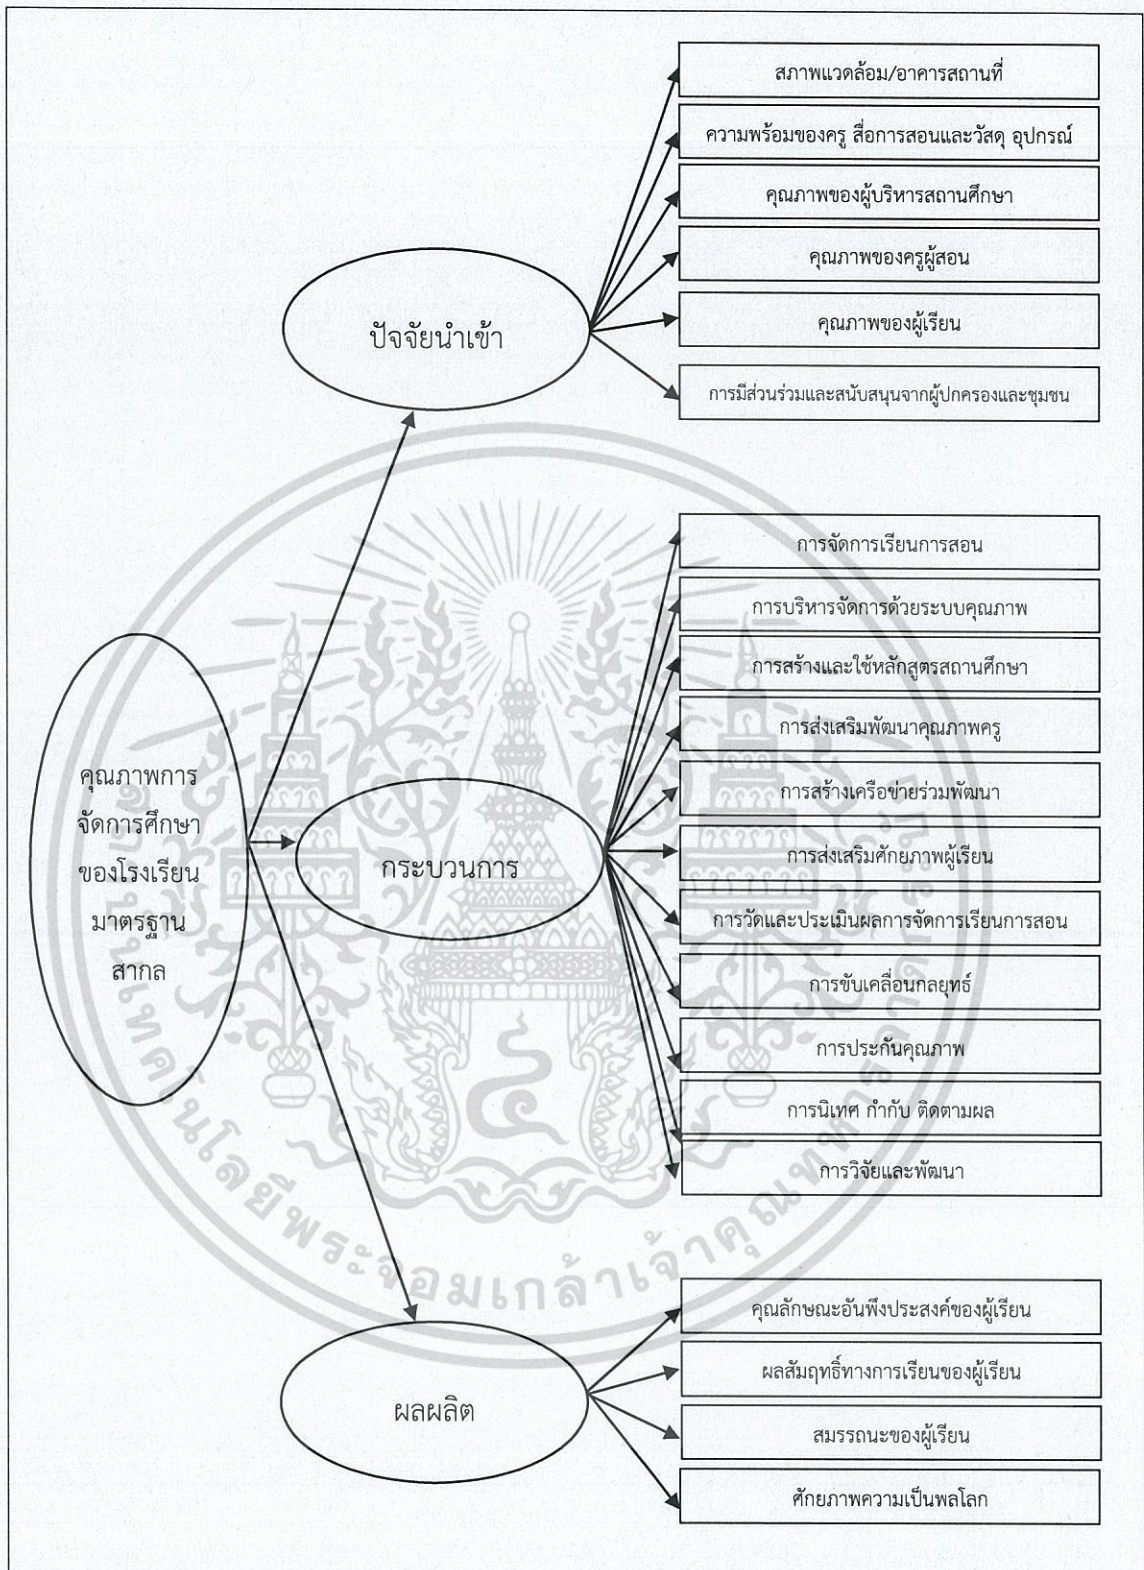 สภาพแวดล้อม/อาคารสถานที่
ความพร้อมของครู สื่อการสอนและวัสดุ อุปกรณ์
คุณภาพของผู้บริหารสถานศึกษา
คุณภาพของครูผู้สอน
ปัจจัยนำเข้า
คุณภาพของผู้เรียน
การมีส่วนร่วมและสนับสนุนจากผู้ปกครองและชุมชน
การจัดการเรียนการสอน
การบริหารจัดการด้วยระบบคุณภาพ
การสร้างและใช้หลักสูตรสถานศึกษา
การส่งเสริมพัฒนาคุณภาพครู
การสร้างเครือข่ายร่วมพัฒนา
คุณภาพการ
จัดการศึกษา
ของโรงเรียน
มาตรฐาน
สากล
กระบวนการ
การส่งเสริมศักยภาพผู้เรียน
การวัดและประเมินผลการจัดการเรียนการสอน
การขับเคลื่อนกลยุทธ์
การประกันคุณภาพ
การนิเทศ กำกับ ติดตามผล
การวิจัยและพัฒนา
คุณลักษณะอันพึงประสงค์ของผู้เรียน
ผลสัมฤทธิ์ทางการเรียนของผู้เรียน
ผลผลิต
สมรรถนะของผู้เรียน
ศักยภาพความเป็นพลโลก
๔
พระจอมเกล้าเจ้าคุณทหาร